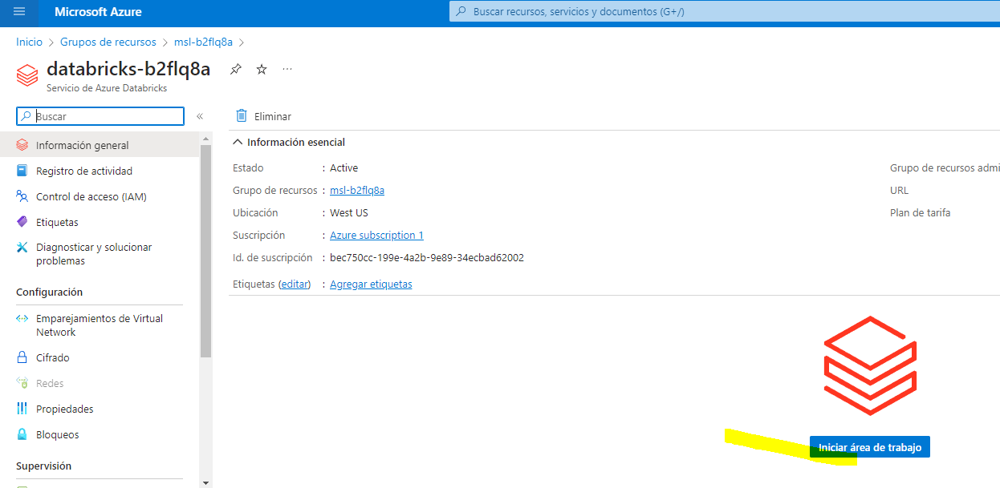 Microsoft Azure
Buscar recursos, servicios y documentos (G+/)
Inicio > Grupos de recursos > msl-b2flq8a >
databricks-b2flq8a
Servicio de Azure Databricks
Buscar
«
Eliminar
Información general
Registro de actividad
Control de acceso (IAM)
Etiquetas
Diagnosticar y solucionar
problemas
Configuración
Emparejamientos de Virtual
Network
Cifrado
Redes
Propiedades
Bloqueos
Supervisión
Información esencial
Estado : Active
Grupo de recursos : msl-b2flq8a
Ubicación : West US
Suscripción : Azure subscription 1
Id. de suscripción : bec750cc-199e-4a2b-9e89-34ecbad62002
Etiquetas (editar) : Agregar etiquetas
Grupo de recursos admi
URL
Plan de tarifa
Iniciar área de trabajo